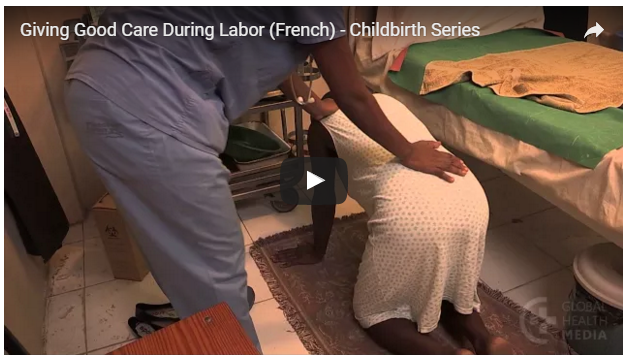 Giving Good Care During Labor (French) - Childbirth Series
GLOBAL
HEALTH
MEDIA